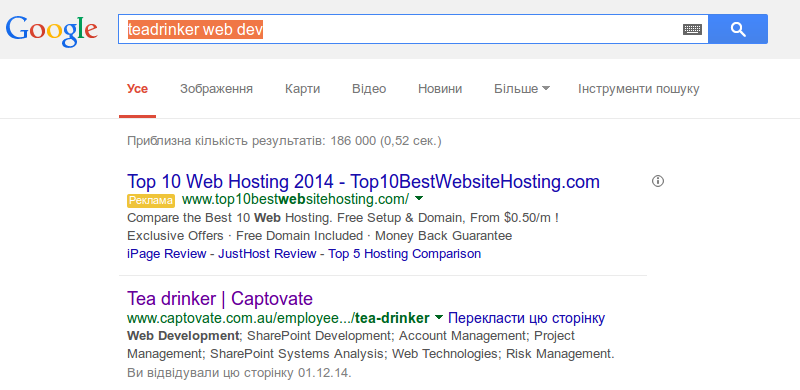 Google teadrinker web dev
Усе Зображення Карти Відео Новини Більше Інструменти пошуку
Приблизна кількість результатів: 186 000 (0,52 сек.)
Top 10 Web Hosting 2014 - Top10BestWebsiteHosting.com
Реклама www.top10bestwebsitehosting.com/
Compare the Best 10 Web Hosting. Free Setup & Domain, From $0.50/m !
Exclusive Offers · Free Domain Included · Money Back Guarantee
iPage Review - JustHost Review - Top 5 Hosting Comparison
Tea drinker | Captovate
www.captovate.com.au/employee.../tea-drinker Перекласти цю сторінку
Web Development; SharePoint Development; Account Management; Project
Management; SharePoint Systems Analysis; Web Technologies; Risk Management.
Ви відвідували цю сторінку 01.12.14.